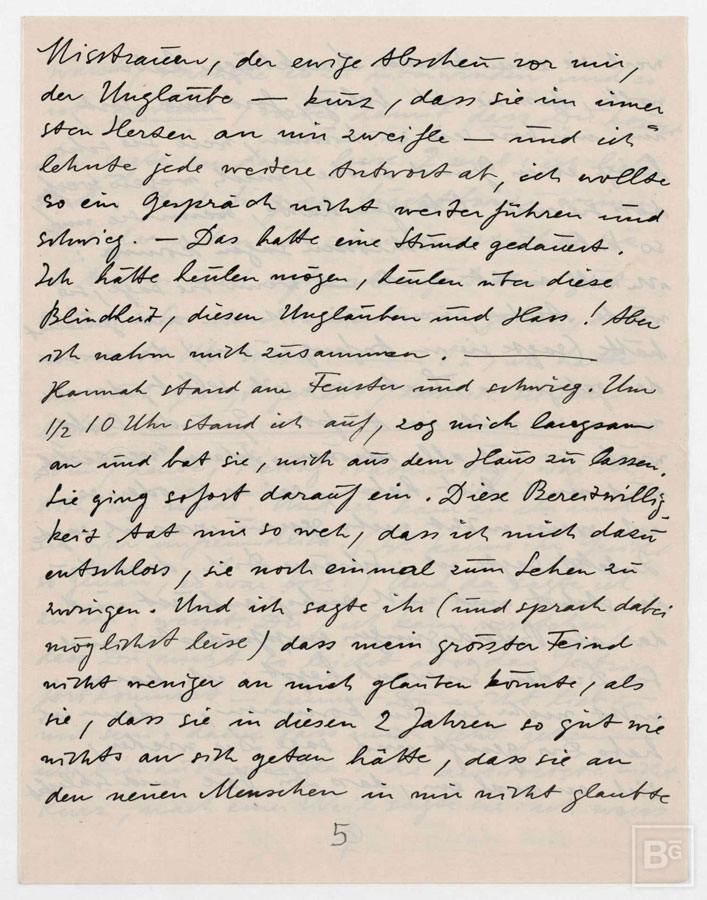 Misstrauen, der ewige Abscheu vor mir,
der Unglaube — kurz, dass sie im inner
sten Herzen an mir zweifle — und ich
lehnte jede weitere Antwort ab, ich wollte
so ein Gespräch nicht weiterführen und
schwieg. — Das hatte eine Stunde gedauert.
Ich hätte heulen mögen, heulen über diese
Blindheit, diesen Unglauben und Hass! Aber
ich nahm mich zusammen. ———
Hannah stand am Fenster und schwieg. Um
1/2 10 Uhr stand ich auf, zog mich langsam
an und bat sie, mich aus dem Haus zu lassen.
Sie ging sofort darauf ein. Diese Bereitwillig-
keit tat mir so weh, dass ich mich dazu
entschloss, sie noch einmal zum Sehen zu
zwingen. Und ich sagte ihr (und sprach dabei
möglichst leise) dass mein grösster Feind
nicht weniger an mich glauben könnte, als
sie, dass sie in diesen 2 Jahren so gut wie
nichts an sich getan hätte, dass sie an
den neuen Menschen in mir nicht glaubte
5
BG